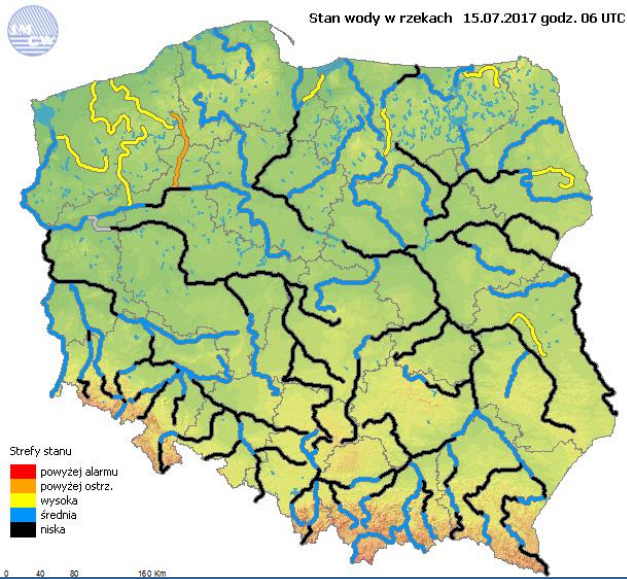 Stan wody w rzekach 15.07.2017 godz. 06 UTC
Strefy stanu
powyżej alarmu
powyżej ostrz.
wysoka
średnia
niska
0 40 80 160 Km